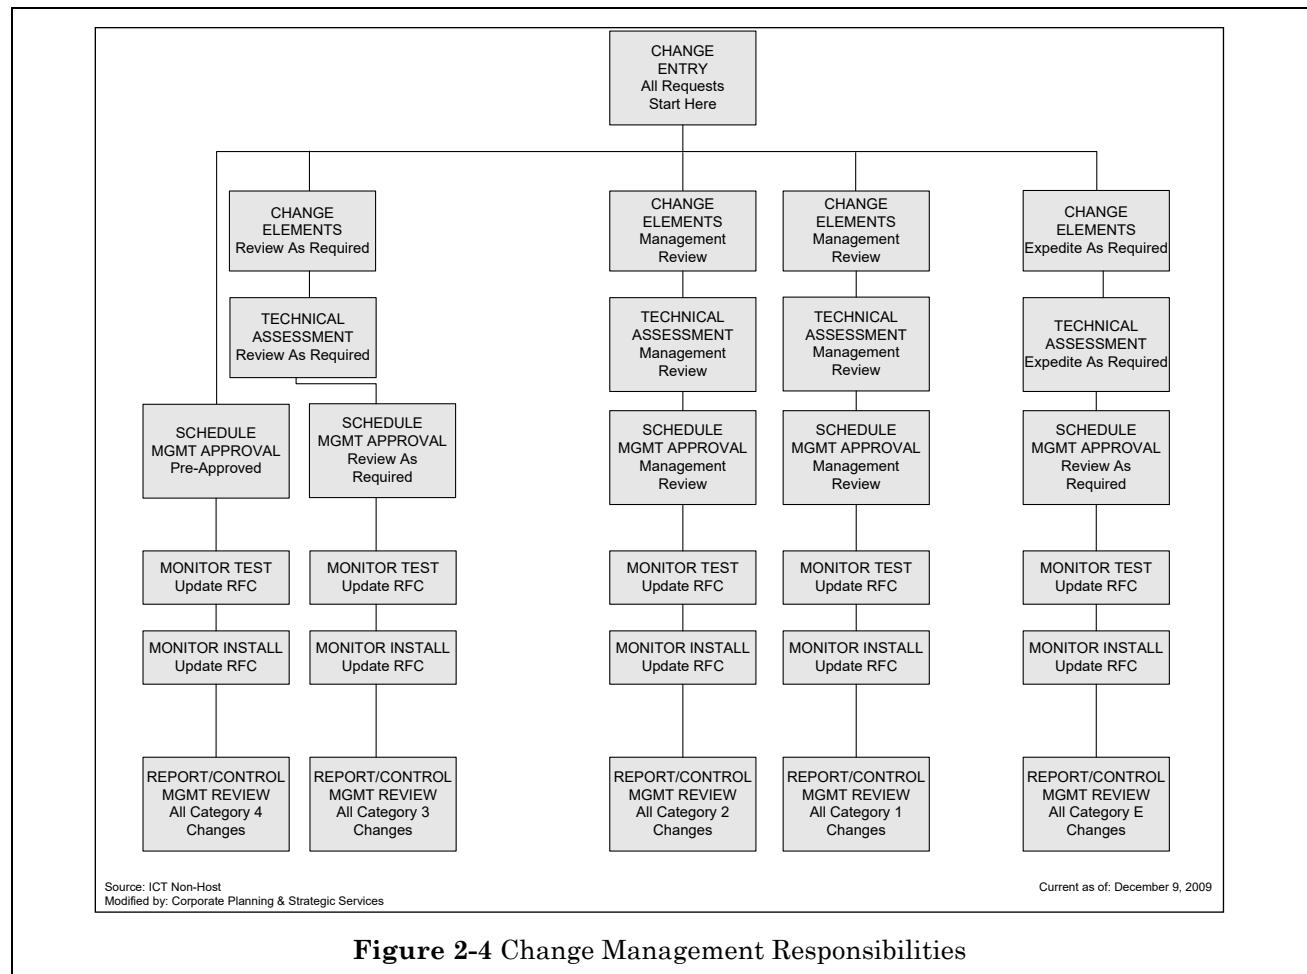 CHANGE
ENTRY
All Requests
Start Here
CHANGE
ELEMENTS
Review As Required
CHANGE
ELEMENTS
Management
Review
CHANGE
ELEMENTS
Management
Review
CHANGE
ELEMENTS
Expedite As Required
TECHNICAL
ASSESSMENT
Review As Required
TECHNICAL
ASSESSMENT
Management
Review
TECHNICAL
ASSESSMENT
Management
Review
TECHNICAL
ASSESSMENT
Expedite As Required
SCHEDULE
MGMT APPROVAL
Pre-Approved
SCHEDULE
MGMT APPROVAL
Review As
Required
SCHEDULE
MGMT APPROVAL
Management
Review
SCHEDULE
MGMT APPROVAL
Management
Review
SCHEDULE
MGMT APPROVAL
Review As
Required
MONITOR TEST
Update RFC
MONITOR TEST
Update RFC
MONITOR TEST
Update RFC
MONITOR TEST
Update RFC
MONITOR TEST
Update RFC
MONITOR INSTALL
Update RFC
MONITOR INSTALL
Update RFC
MONITOR INSTALL
Update RFC
MONITOR INSTALL
Update RFC
MONITOR INSTALL
Update RFC
REPORT/CONTROL
MGMT REVIEW
All Category 4
Changes
REPORT/CONTROL
MGMT REVIEW
All Category 3
Changes
REPORT/CONTROL
MGMT REVIEW
All Category 2
Changes
REPORT/CONTROL
MGMT REVIEW
All Category 1
Changes
REPORT/CONTROL
MGMT REVIEW
All Category E
Changes
Source: ICT Non-Host
Modified by: Corporate Planning & Strategic Services
Current as of: December 9, 2009
Figure 2-4 Change Management Responsibilities